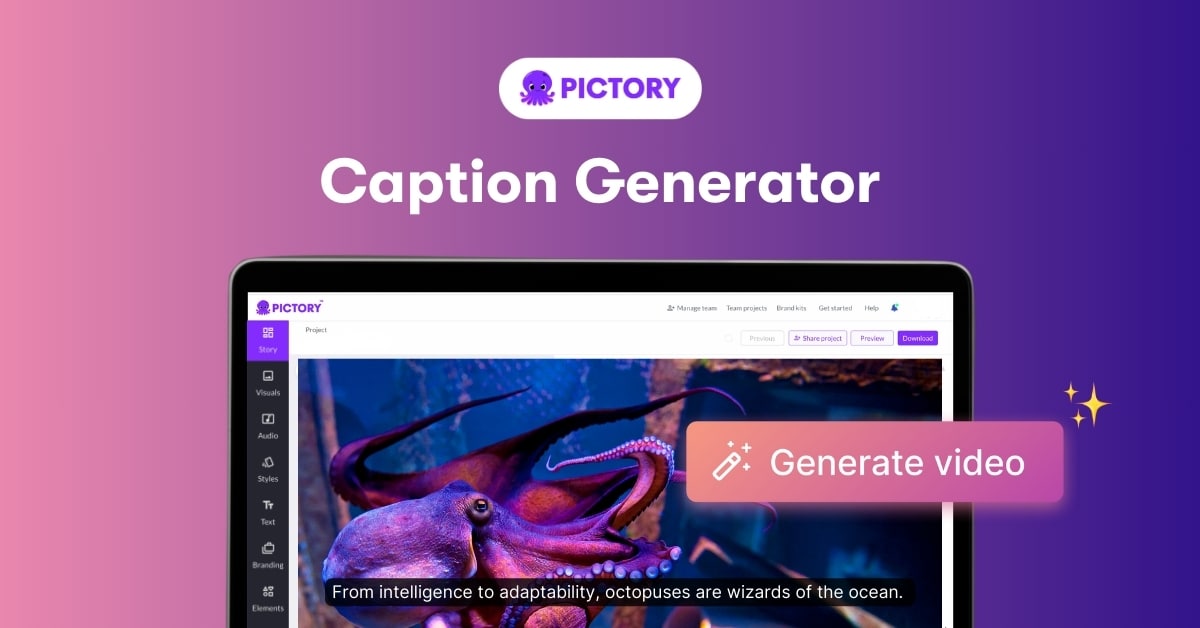 PICTORY
Caption Generator
PICTORY™
Manage team Team projects Brand kits Get started Help
Project
Previous Share project Preview Download
Story
Visuals
Audio
Styles
Text
Branding
Elements
Generate video
From intelligence to adaptability, octopuses are wizards of the ocean.